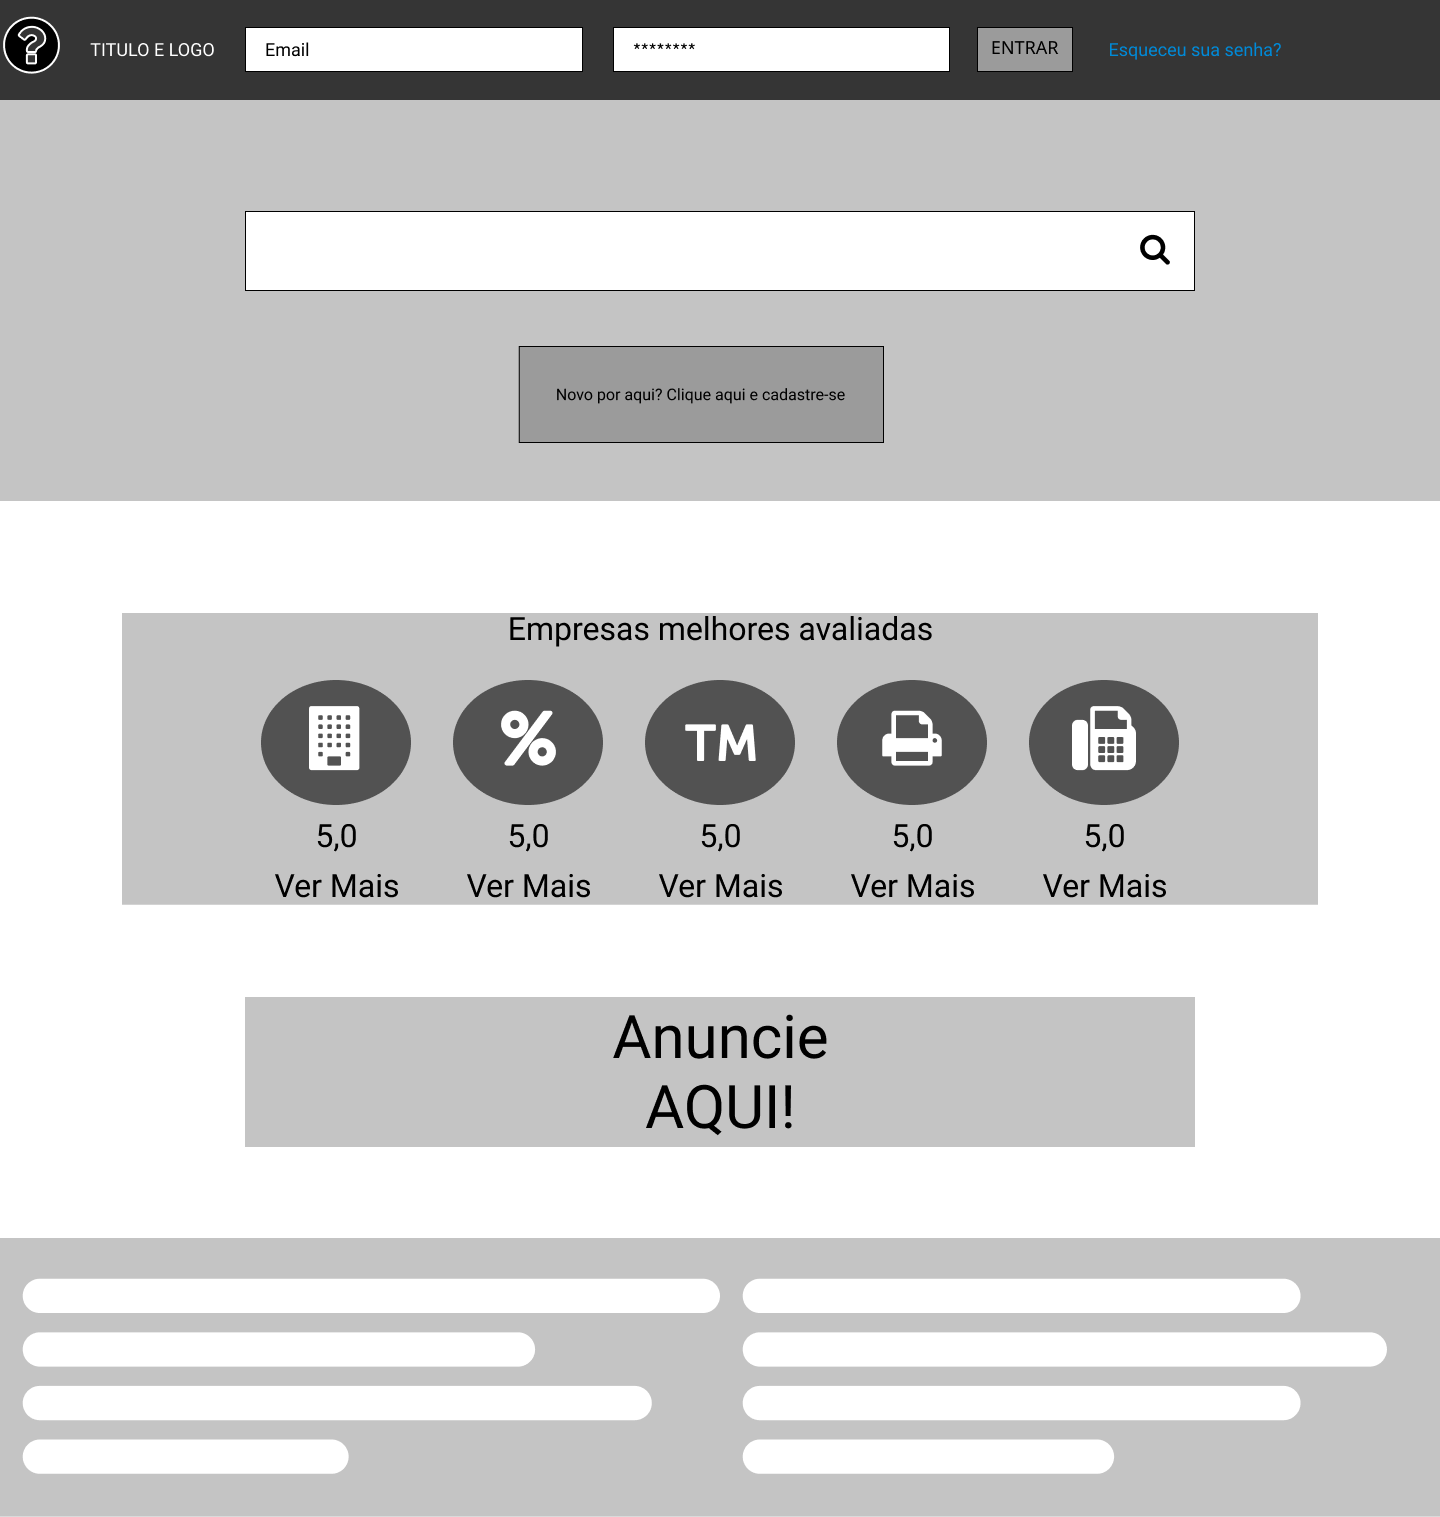 TITULO E LOGO
Email
********
ENTRAR
Esqueceu sua senha?
Novo por aqui? Clique aqui e cadastre-se
Empresas melhores avaliadas
%
TM
5,0
5,0
5,0
5,0
5,0
Ver Mais
Ver Mais
Ver Mais
Ver Mais
Ver Mais
Anuncie
AQUI!